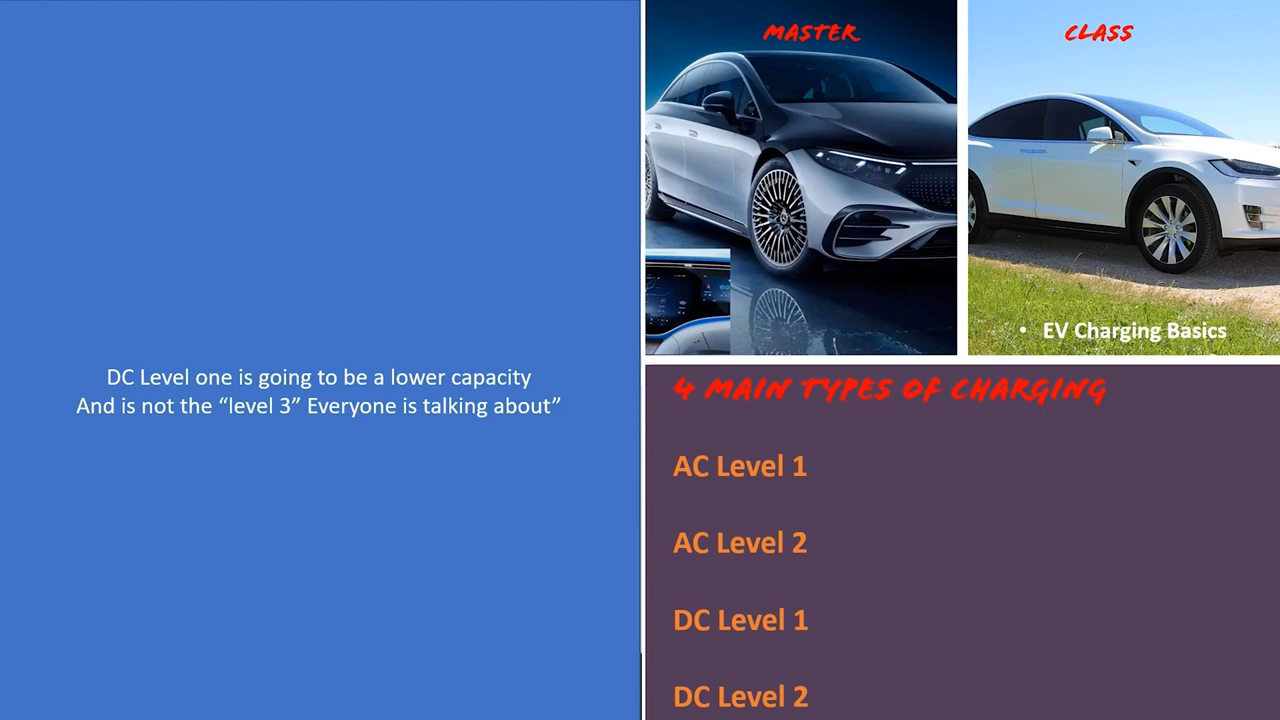 DC Level one is going to be a lower capacity
And is not the “level 3” Everyone is talking about”
MASTER
CLASS
• EV Charging Basics
4 MAIN TYPES OF CHARGING
AC Level 1
AC Level 2
DC Level 1
DC Level 2